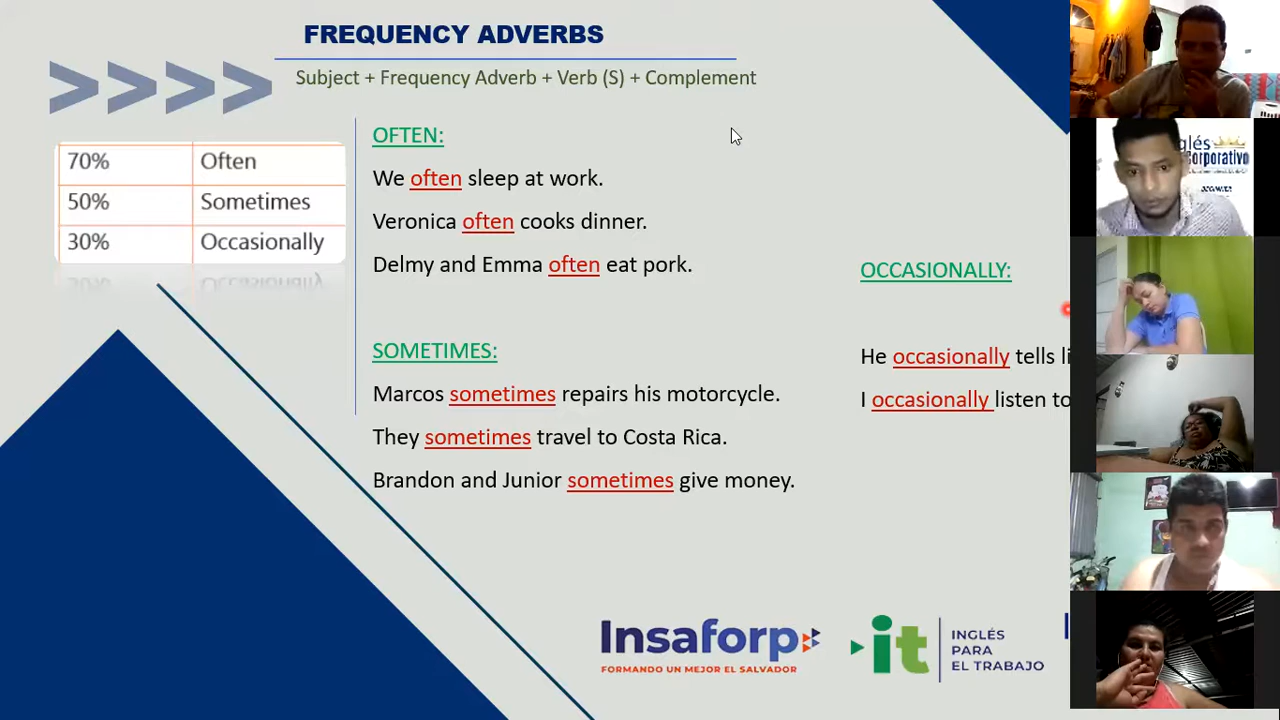 FREQUENCY ADVERBS
Subject + Frequency Adverb + Verb (S) + Complement
70% Often
50% Sometimes
30% Occasionally
OFTEN:
We often sleep at work.
Veronica often cooks dinner.
Delmy and Emma often eat pork.
SOMETIMES:
Marcos sometimes repairs his motorcycle.
They sometimes travel to Costa Rica.
Brandon and Junior sometimes give money.
OCCASIONALLY:
He occasionally tells
I occasionally listen to
Insaforp
FORMANDO UN MEJOR EL SALVADOR
it
INGLÉS
PARA
EL TRABAJO